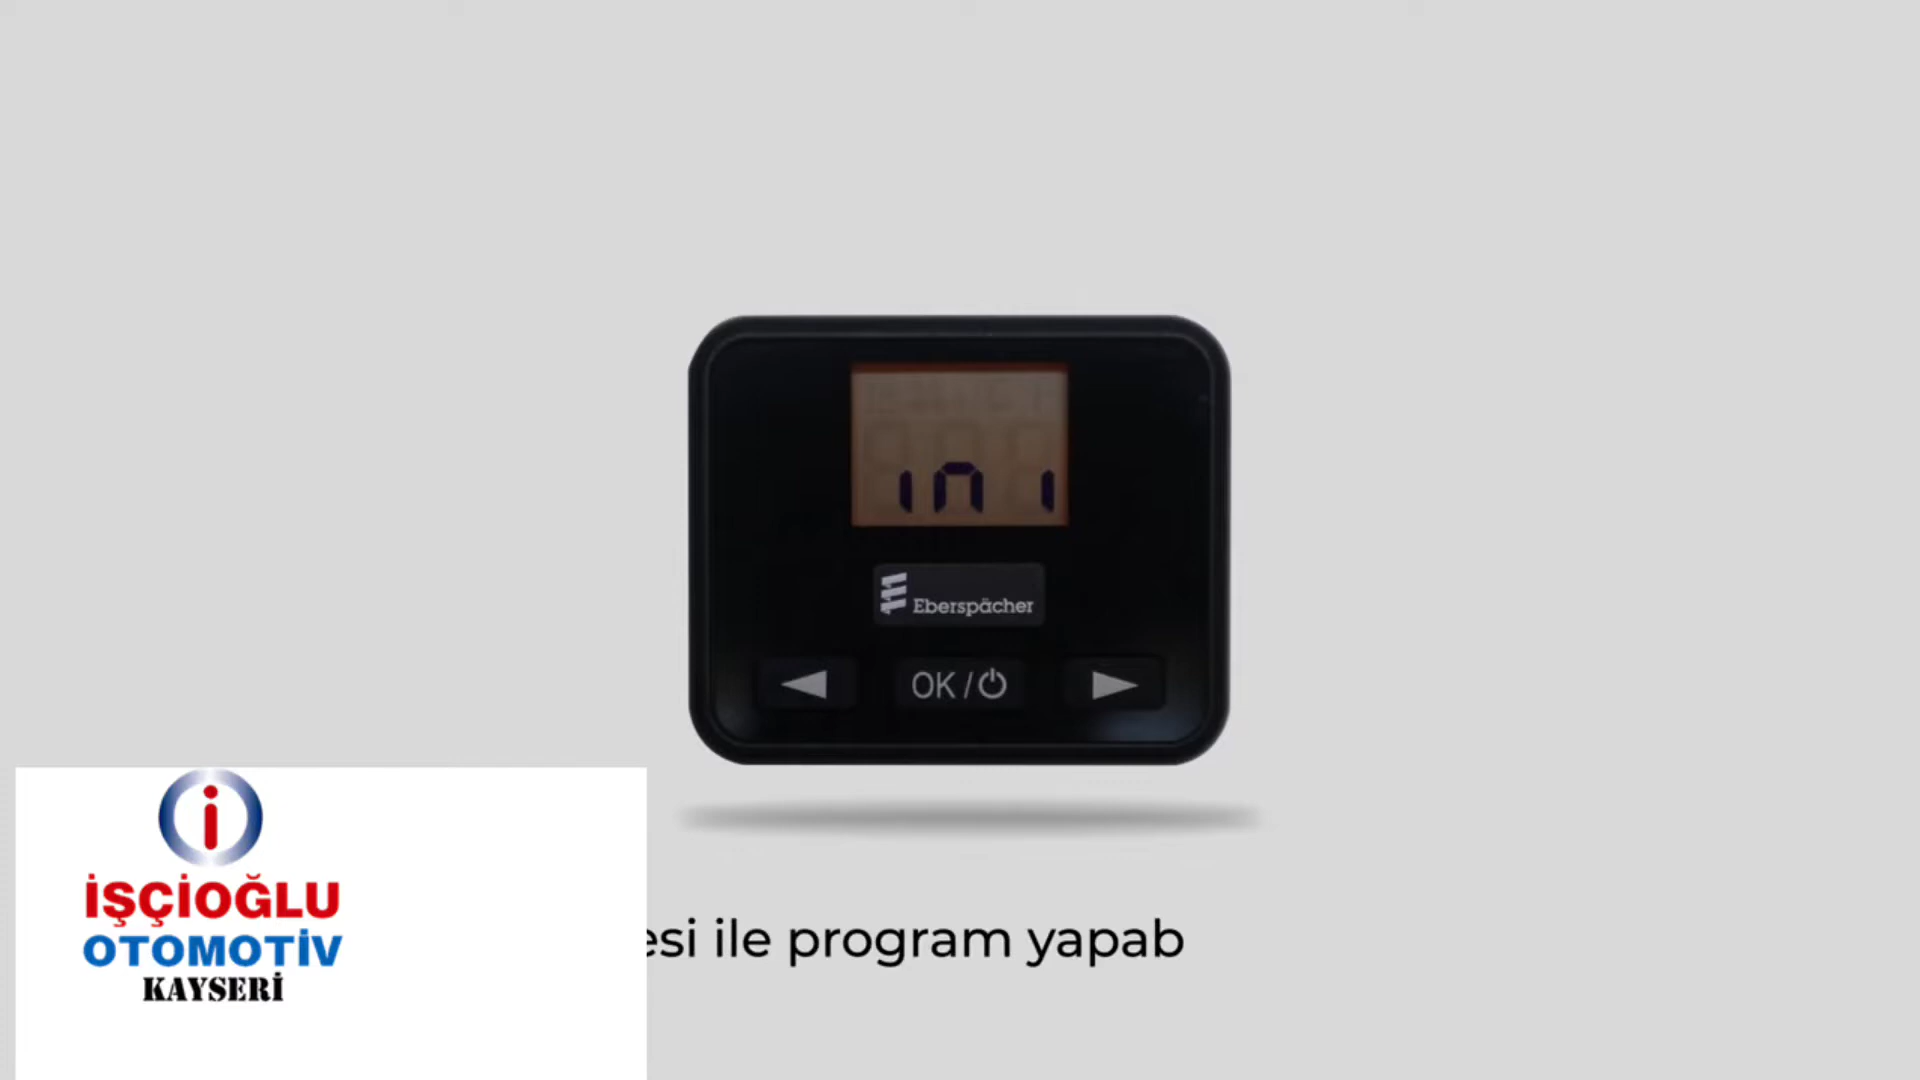 ini
Eberspächer
OK/⏻
i
İŞÇİOĞLU
OTOMOTİV
KAYSERİ
esi ile program yapab